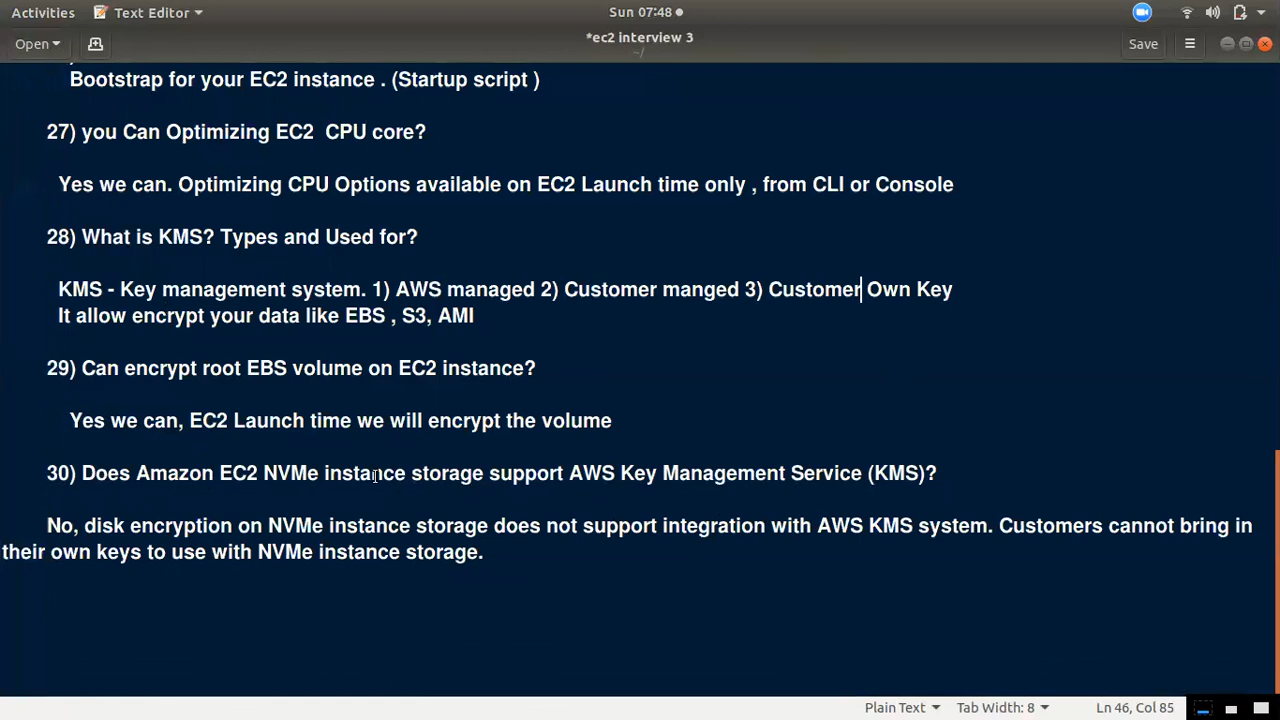 Activities Text Editor Sun 07:48
Open *ec2 interview 3 Save
~/
Bootstrap for your EC2 instance . (Startup script )
27) you Can Optimizing EC2 CPU core?
Yes we can. Optimizing CPU Options available on EC2 Launch time only , from CLI or Console
28) What is KMS? Types and Used for?
KMS - Key management system. 1) AWS managed 2) Customer manged 3) Customer Own Key
It allow encrypt your data like EBS , S3, AMI
29) Can encrypt root EBS volume on EC2 instance?
Yes we can, EC2 Launch time we will encrypt the volume
30) Does Amazon EC2 NVMe instance storage support AWS Key Management Service (KMS)?
No, disk encryption on NVMe instance storage does not support integration with AWS KMS system. Customers cannot bring in
their own keys to use with NVMe instance storage.
Plain Text Tab Width: 8 Ln 46, Col 85